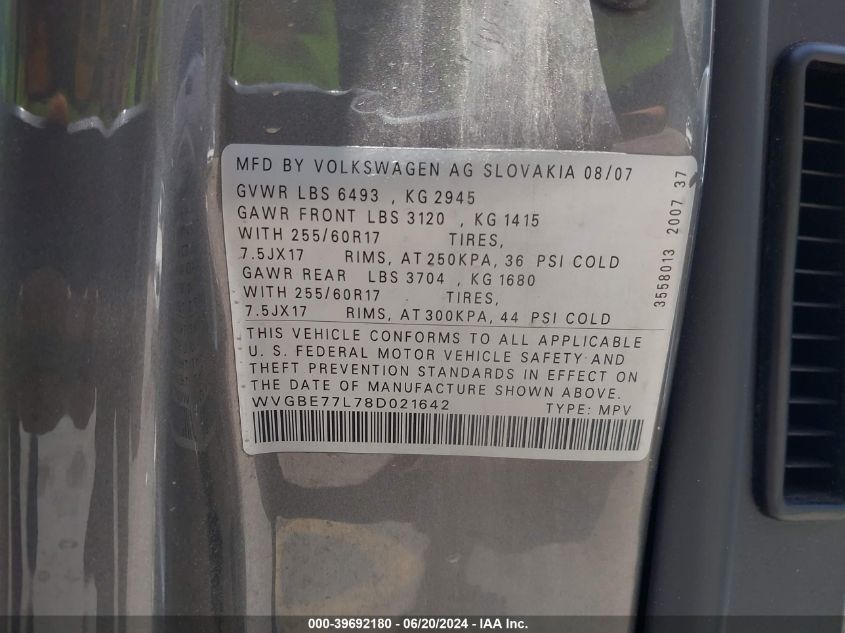 MFD BY VOLKSWAGEN AG SLOVAKIA 08/07
GVWR LBS 6493 , KG 2945
GAWR FRONT LBS 3120 , KG 1415
WITH 255/60R17 TIRES,
7.5JX17 RIMS, AT 250KPA, 36 PSI COLD
GAWR REAR LBS 3704 , KG 1680
WITH 255/60R17 TIRES,
7.5JX17 RIMS, AT 300KPA, 44 PSI COLD
THIS VEHICLE CONFORMS TO ALL APPLICABLE
U. S. FEDERAL MOTOR VEHICLE SAFETY AND
THEFT PREVENTION STANDARDS IN EFFECT ON
THE DATE OF MANUFACTURE SHOWN ABOVE.
WVGBE77L78D021642 TYPE: MPV
3558013 2007 37
000-39692180 - 06/20/2024 - IAA Inc.